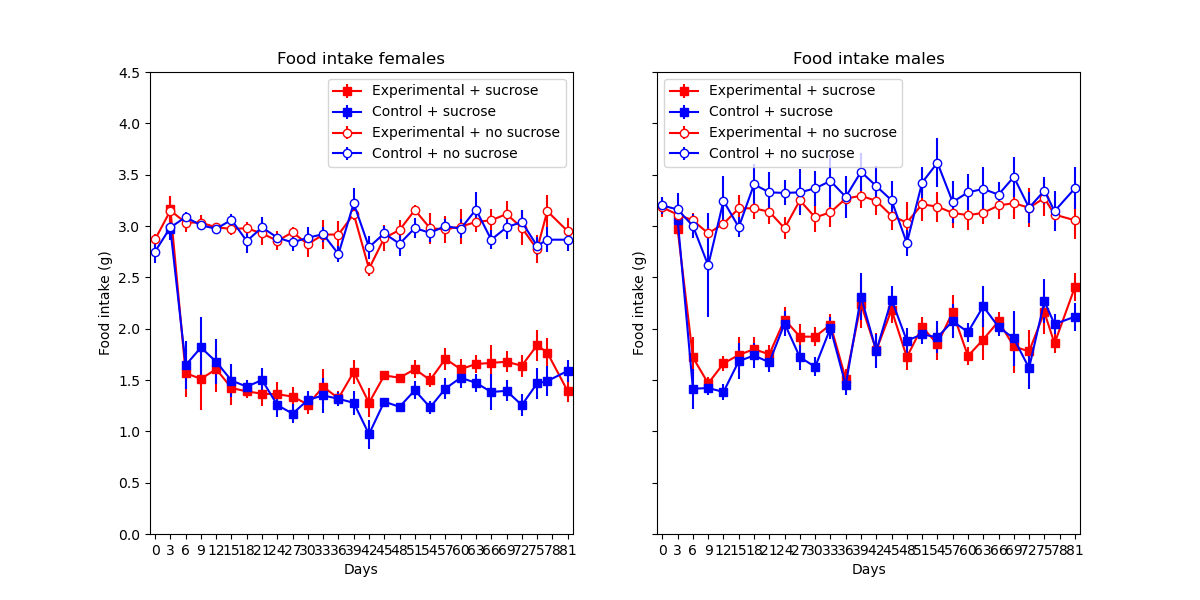 Food intake females
Food intake males
4.5
4.0
3.5
3.0
2.5
2.0
1.5
1.0
0.5
0.0
Food intake (g)
Experimental + sucrose
Control + sucrose
Experimental + no sucrose
Control + no sucrose
0 3 6 9 12 15 18 21 24 27 30 33 36 39 42 45 48 51 54 57 60 63 66 69 72 75 78 81
Days
Food intake (g)
Experimental + sucrose
Control + sucrose
Experimental + no sucrose
Control + no sucrose
0 3 6 9 12 15 18 21 24 27 30 33 36 39 42 45 48 51 54 57 60 63 66 69 72 75 78 81
Days